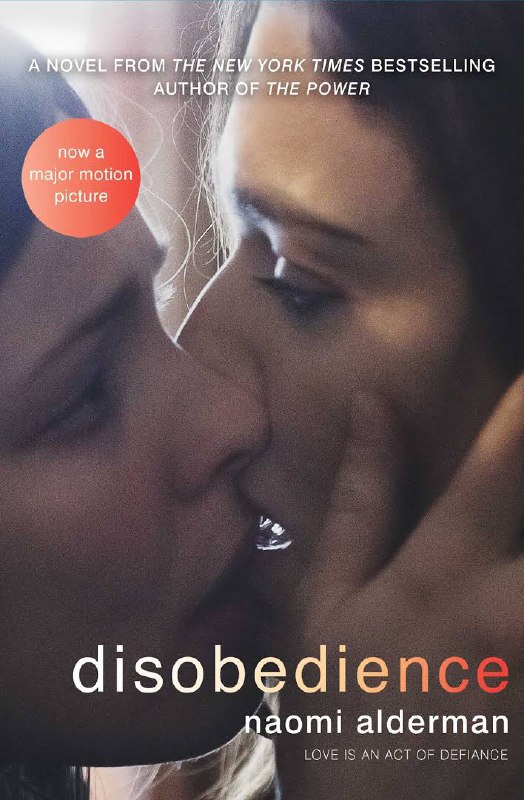 A NOVEL FROM THE NEW YORK TIMES BESTSELLING
AUTHOR OF THE POWER
now a
major motion
picture
disobedience
naomi alderman
LOVE IS AN ACT OF DEFIANCE